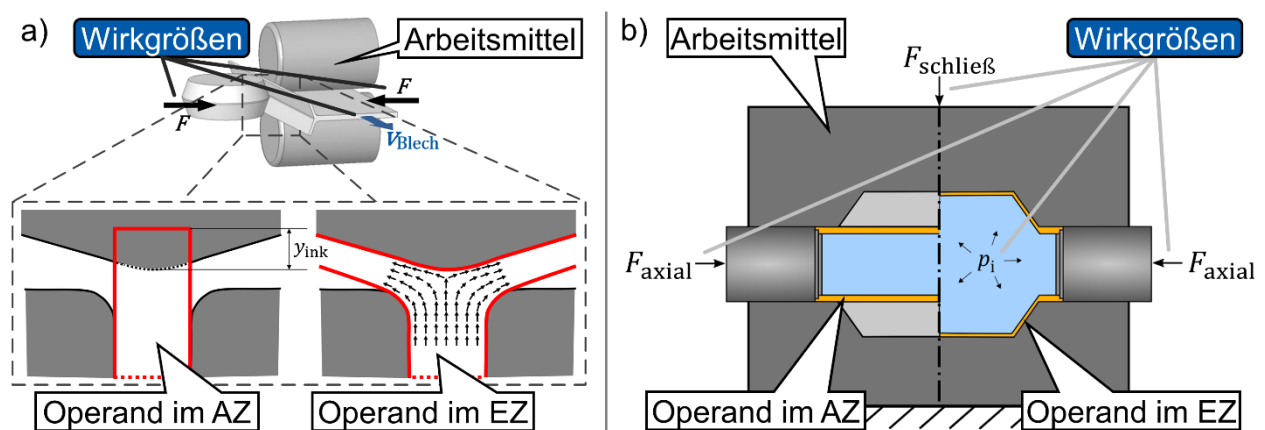 a)
Wirkgrößen
Arbeitsmittel
F
F
vBlech
yink
Operand im AZ
Operand im EZ
b)
Arbeitsmittel
Fschließ
Wirkgrößen
Faxial
pi
Faxial
Operand im AZ
Operand im EZ